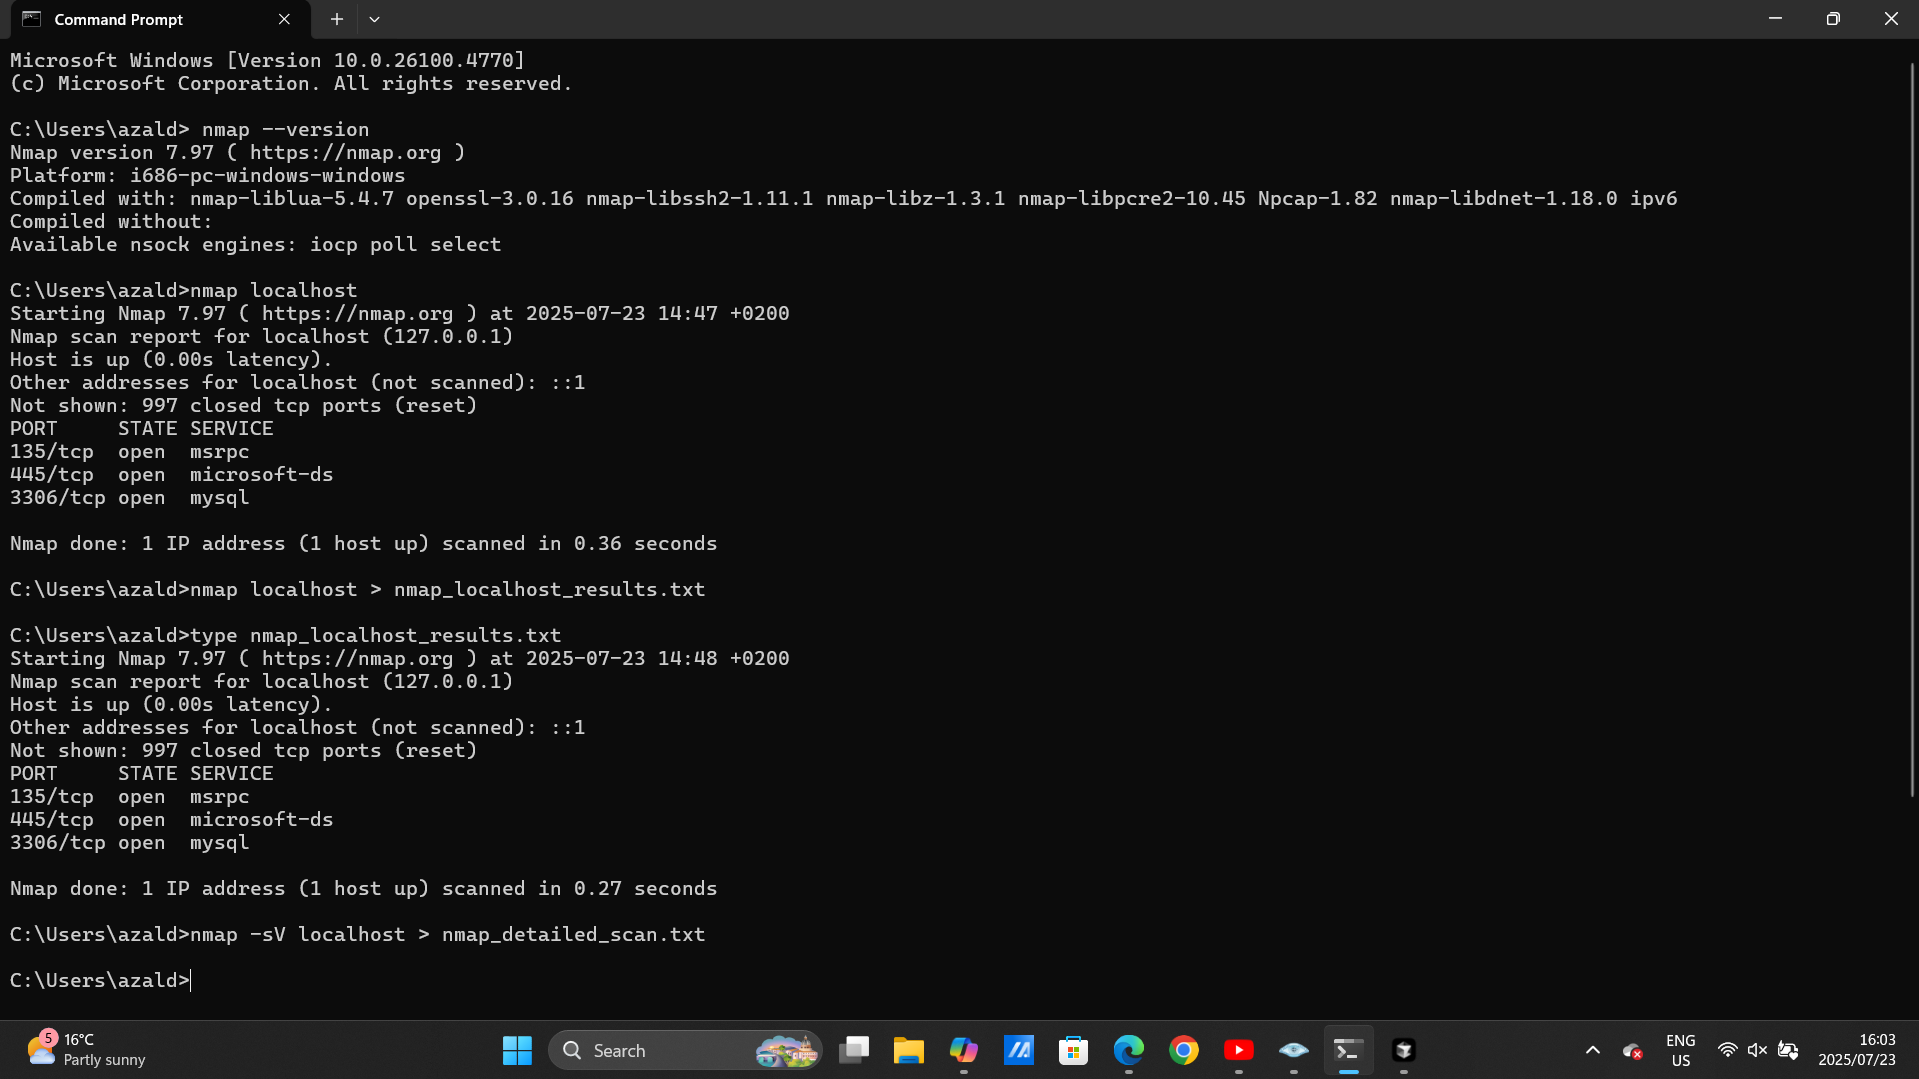 Command Prompt
Microsoft Windows [Version 10.0.26100.4770]
(c) Microsoft Corporation. All rights reserved.
C:\Users\azald> nmap --version
Nmap version 7.97 ( https://nmap.org )
Platform: i686-pc-windows-windows
Compiled with: nmap-liblua-5.4.7 openssl-3.0.16 nmap-libssh2-1.11.1 nmap-libz-1.3.1 nmap-libpcre2-10.45 Npcap-1.82 nmap-libdnet-1.18.0 ipv6
Compiled without:
Available nsock engines: iocp poll select
C:\Users\azald>nmap localhost
Starting Nmap 7.97 ( https://nmap.org ) at 2025-07-23 14:47 +0200
Nmap scan report for localhost (127.0.0.1)
Host is up (0.00s latency).
Other addresses for localhost (not scanned): ::1
Not shown: 997 closed tcp ports (reset)
PORT     STATE SERVICE
135/tcp  open  msrpc
445/tcp  open  microsoft-ds
3306/tcp open  mysql
Nmap done: 1 IP address (1 host up) scanned in 0.36 seconds
C:\Users\azald>nmap localhost > nmap_localhost_results.txt
C:\Users\azald>type nmap_localhost_results.txt
Starting Nmap 7.97 ( https://nmap.org ) at 2025-07-23 14:48 +0200
Nmap scan report for localhost (127.0.0.1)
Host is up (0.00s latency).
Other addresses for localhost (not scanned): ::1
Not shown: 997 closed tcp ports (reset)
PORT     STATE SERVICE
135/tcp  open  msrpc
445/tcp  open  microsoft-ds
3306/tcp open  mysql
Nmap done: 1 IP address (1 host up) scanned in 0.27 seconds
C:\Users\azald>nmap -sV localhost > nmap_detailed_scan.txt
C:\Users\azald>
5
16°C
Partly sunny
Search
ENG
US
16:03
2025/07/23